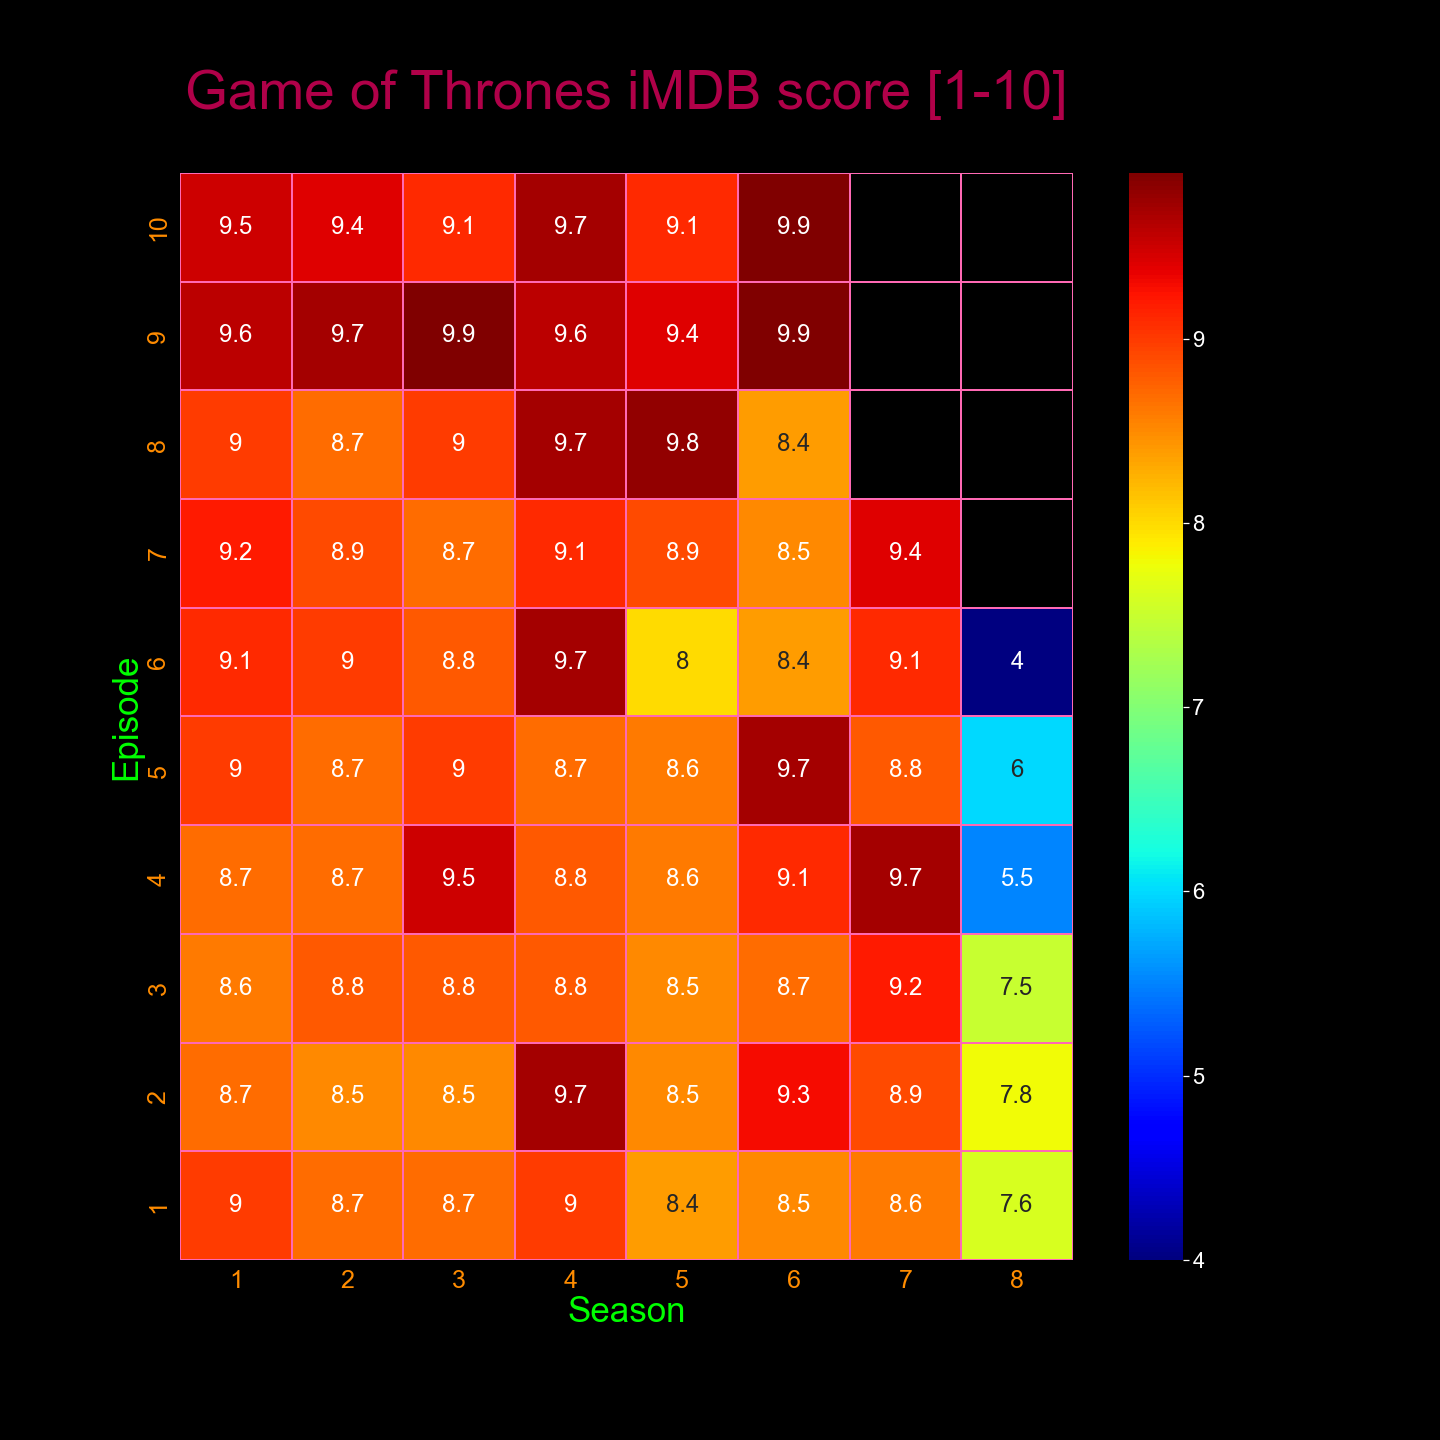 Game of Thrones iMDB score [1-10]
10 9.5 9.4 9.1 9.7 9.1 9.9
9 9.6 9.7 9.9 9.6 9.4 9.9 9
8 9 8.7 9 9.7 9.8 8.4 8
7 9.2 8.9 8.7 9.1 8.9 8.5 9.4
6 9.1 9 8.8 9.7 8 8.4 9.1 4 7
Episode
5 9 8.7 9 8.7 8.6 9.7 8.8 6
4 8.7 8.7 9.5 8.8 8.6 9.1 9.7 5.5 6
3 8.6 8.8 8.8 8.8 8.5 8.7 9.2 7.5
2 8.7 8.5 8.5 9.7 8.5 9.3 8.9 7.8 5
1 9 8.7 8.7 9 8.4 8.5 8.6 7.6 4
1 2 3 4 5 6 7 8
Season